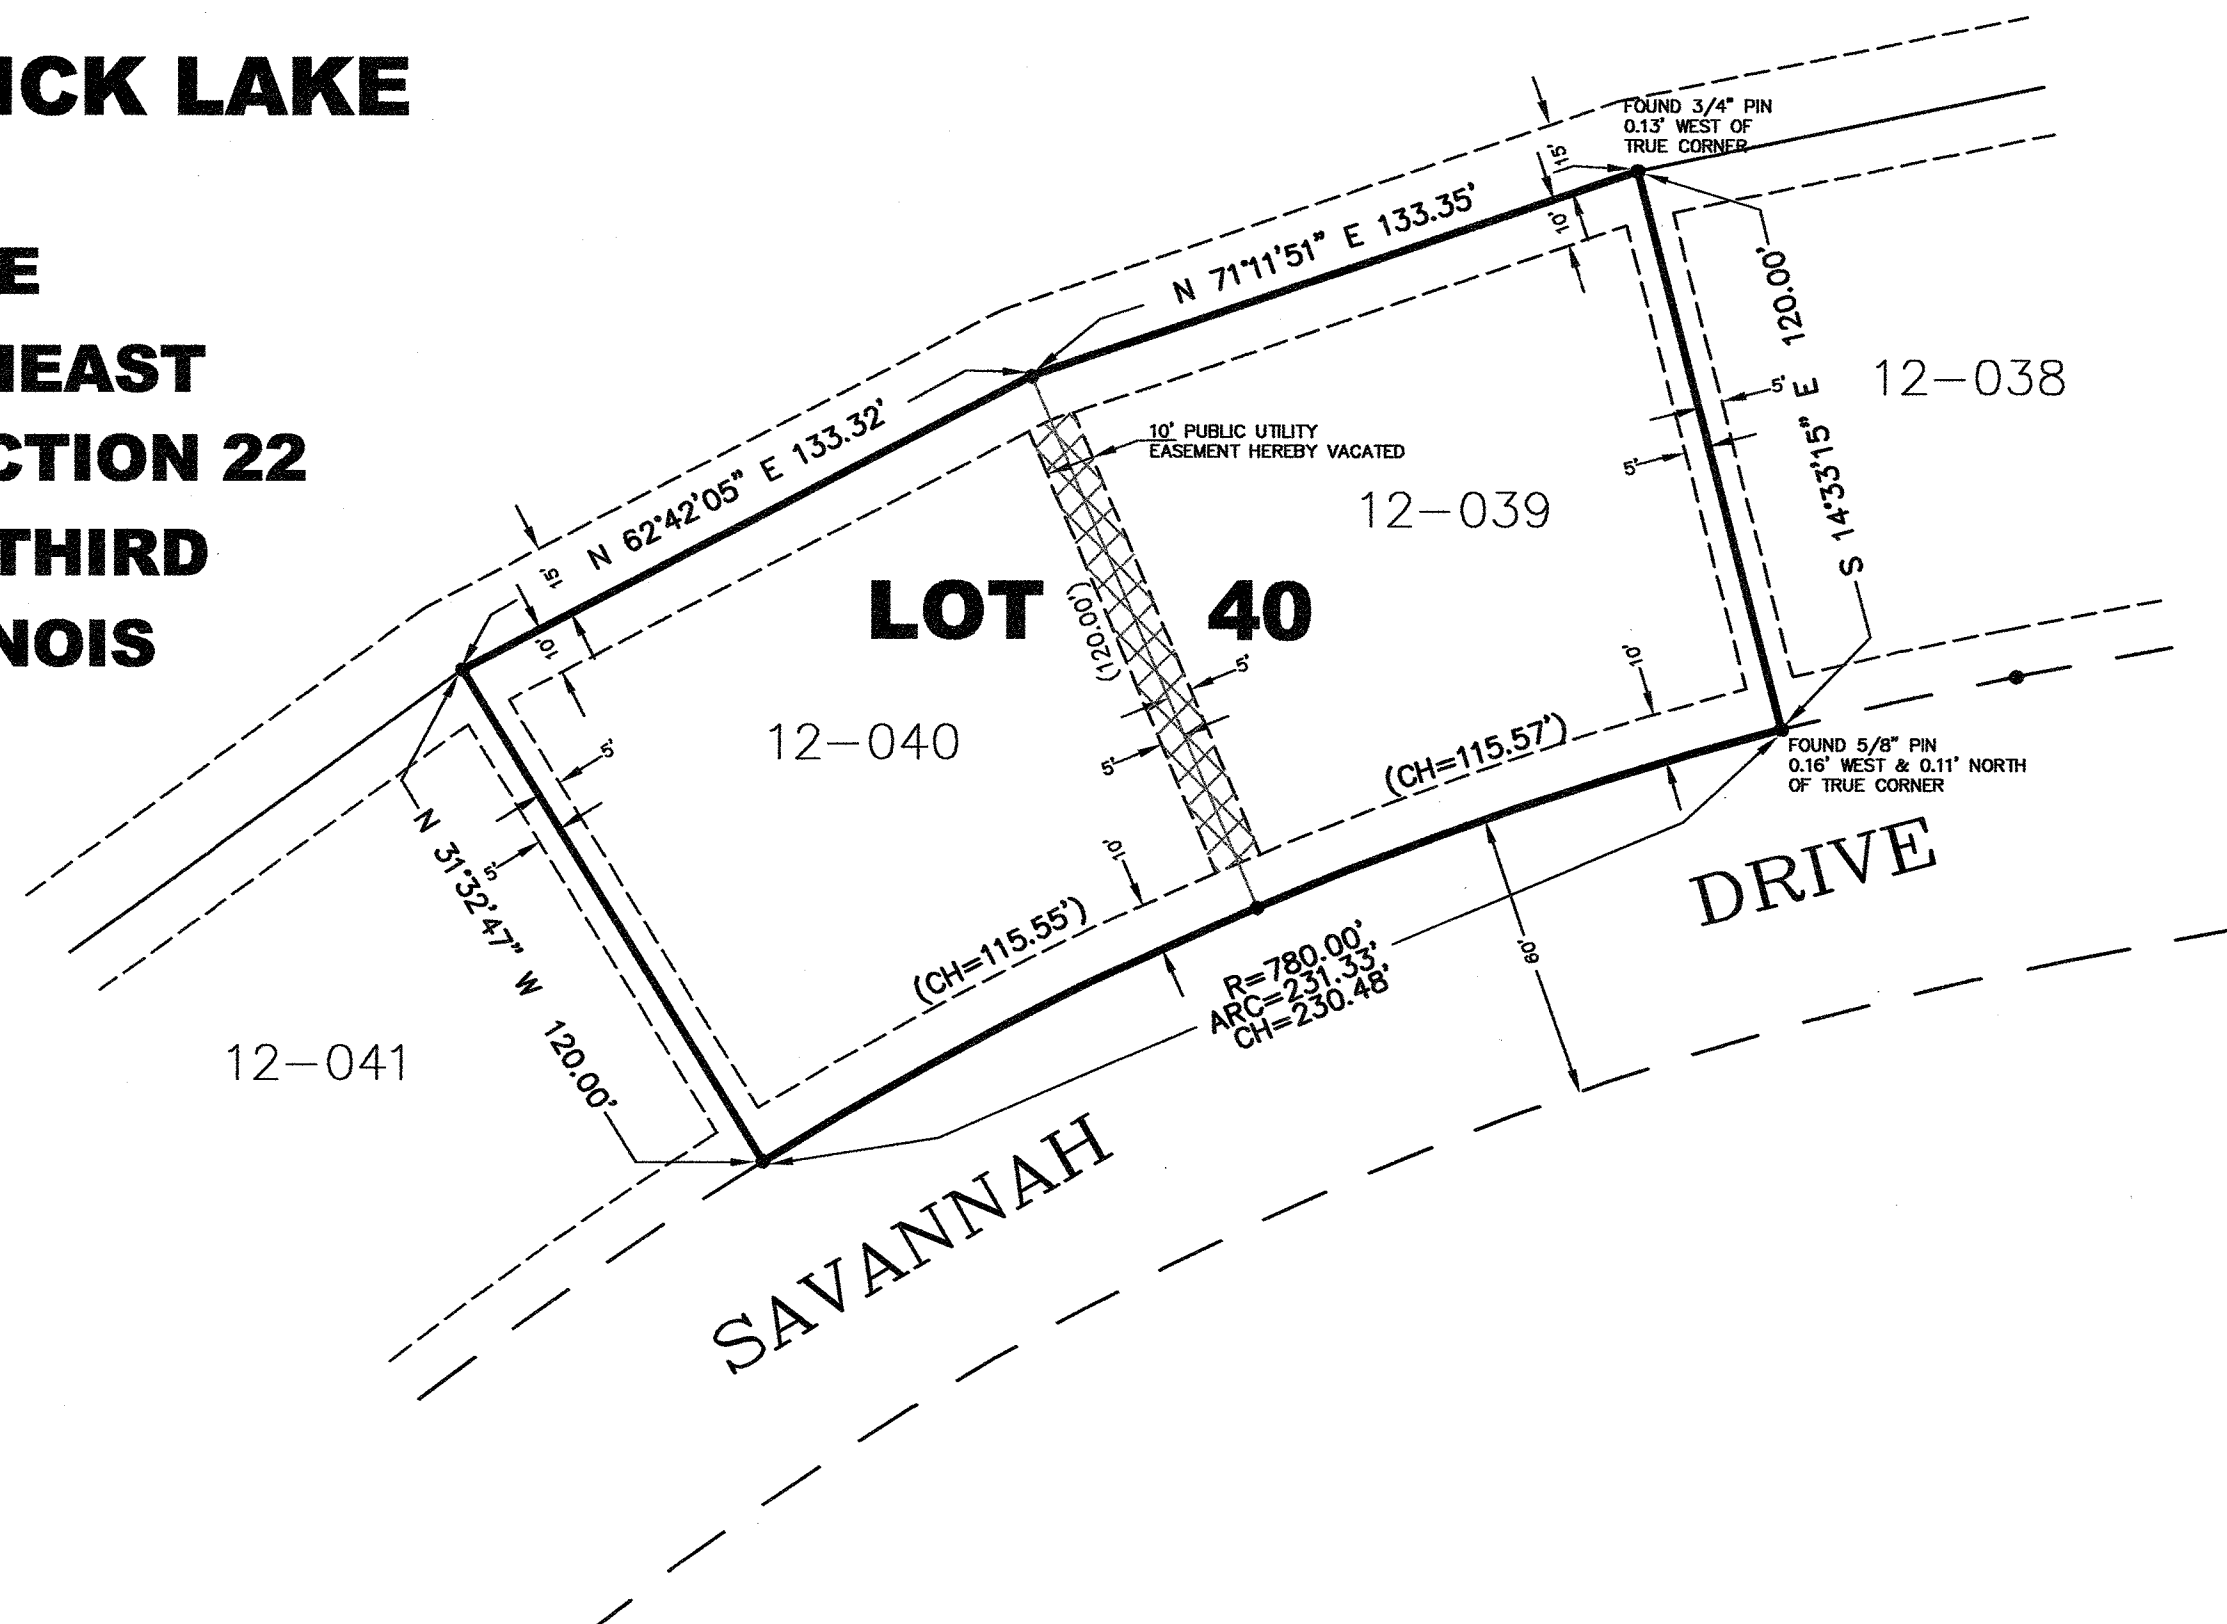 ICK LAKE
E
HEAST
CTION 22
THIRD
NOIS
FOUND 3/4" PIN
0.13' WEST OF
TRUE CORNER
15'
10'
N 71°11'51" E 133.35'
S 14°33'15" E 120.00'
12-038
5'
5'
N 62°42'05" E 133.32'
10' PUBLIC UTILITY
EASEMENT HEREBY VACATED
12-039
15'
10'
LOT 40
(120.00')
5'
5'
10'
12-040
5'
5'
(CH=115.57')
FOUND 5/8" PIN
0.16' WEST & 0.11' NORTH
OF TRUE CORNER
N 31°32'47" W 120.00'
10'
(CH=115.55')
R=780.00'
ARC=231.33'
CH=230.48'
60'
12-041
SAVANNAH DRIVE